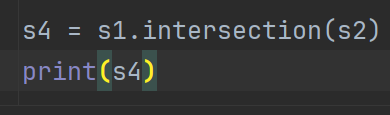 s4 = s1.intersection(s2)
print(s4)